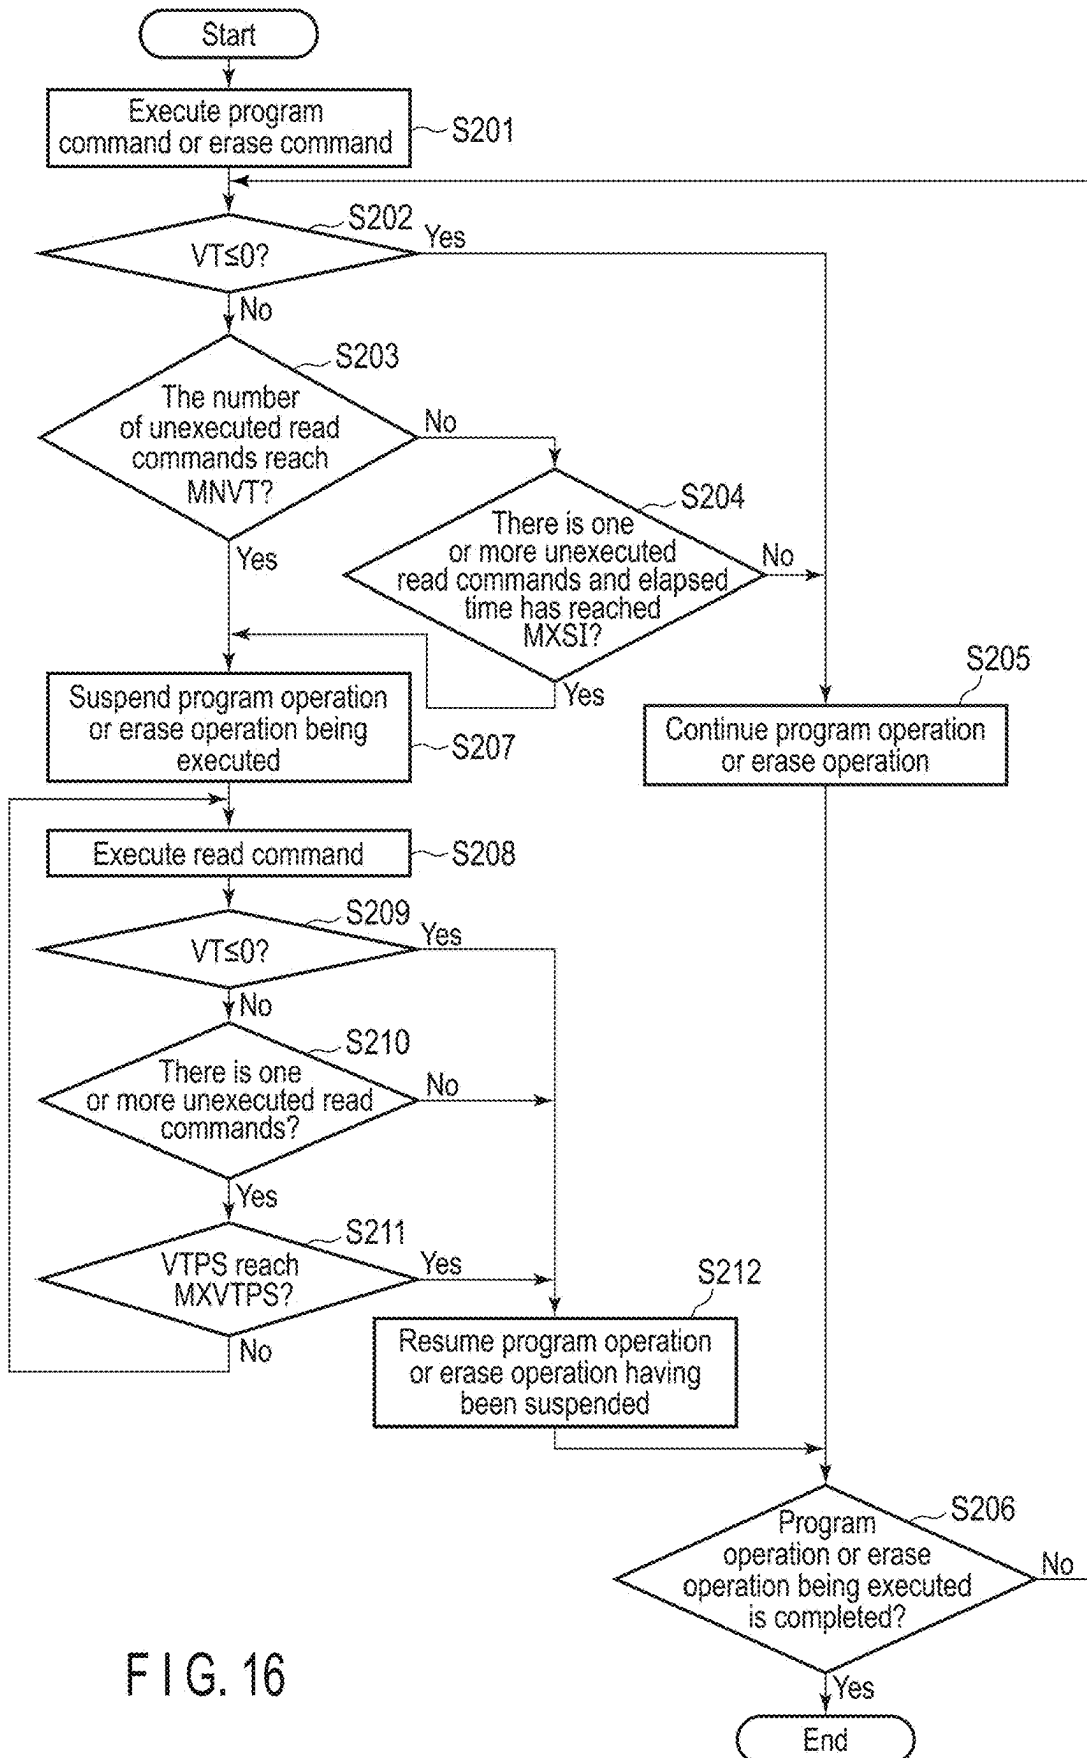 Start
Execute program
command or erase command
S201
S202
VT≤0?
Yes
No
S203
The number
of unexecuted read
commands reach
MNVT?
No
Yes
S204
There is one
or more unexecuted
read commands and elapsed
time has reached
MXSI?
No
Yes
S205
Continue program operation
or erase operation
Suspend program operation
or erase operation being
executed
S207
Execute read command
S208
S209
VT≤0?
Yes
No
S210
There is one
or more unexecuted read
commands?
No
Yes
S211
VTPS reach
MXVTPS?
Yes
No
S212
Resume program operation
or erase operation having
been suspended
S206
Program
operation or erase
operation being executed
is completed?
No
Yes
End
F I G. 16